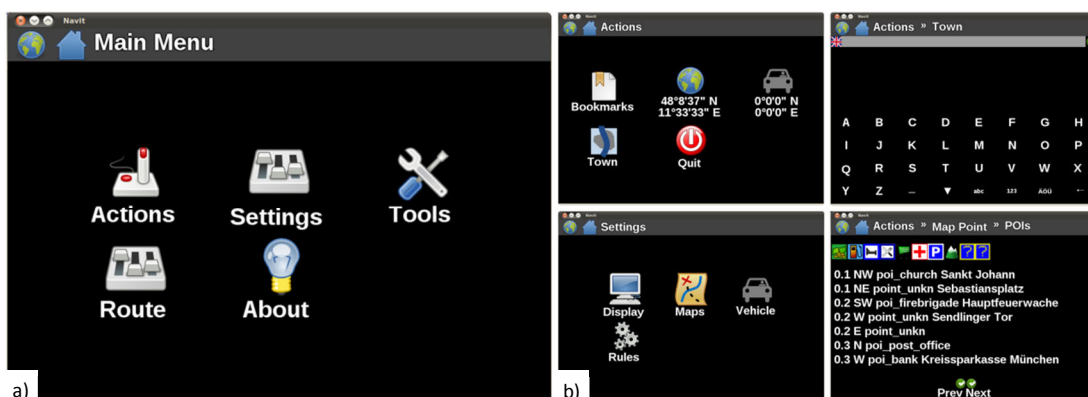 Navit
Main Menu
Actions
Settings
Tools
Route
About
a)
Navit
Actions
Bookmarks
48°8'37" N
11°33'33" E
0°0'0" N
0°0'0" E
Town
Quit
Navit
Actions » Town
A B C D E F G H
I J K L M N O P
Q R S T U V W X
Y Z _ ▼ abc 123 ÄÖÜ ←
Navit
Settings
Display
Maps
Vehicle
Rules
b)
Navit
Actions » Map Point » POIs
P ? ?
0.1 NW poi_church Sankt Johann
0.1 NE point_unkn Sebastiansplatz
0.2 SW poi_firebrigade Hauptfeuerwache
0.2 W point_unkn Sendlinger Tor
0.2 E point_unkn
0.3 N poi_post_office
0.3 W poi_bank Kreissparkasse München
Prev Next